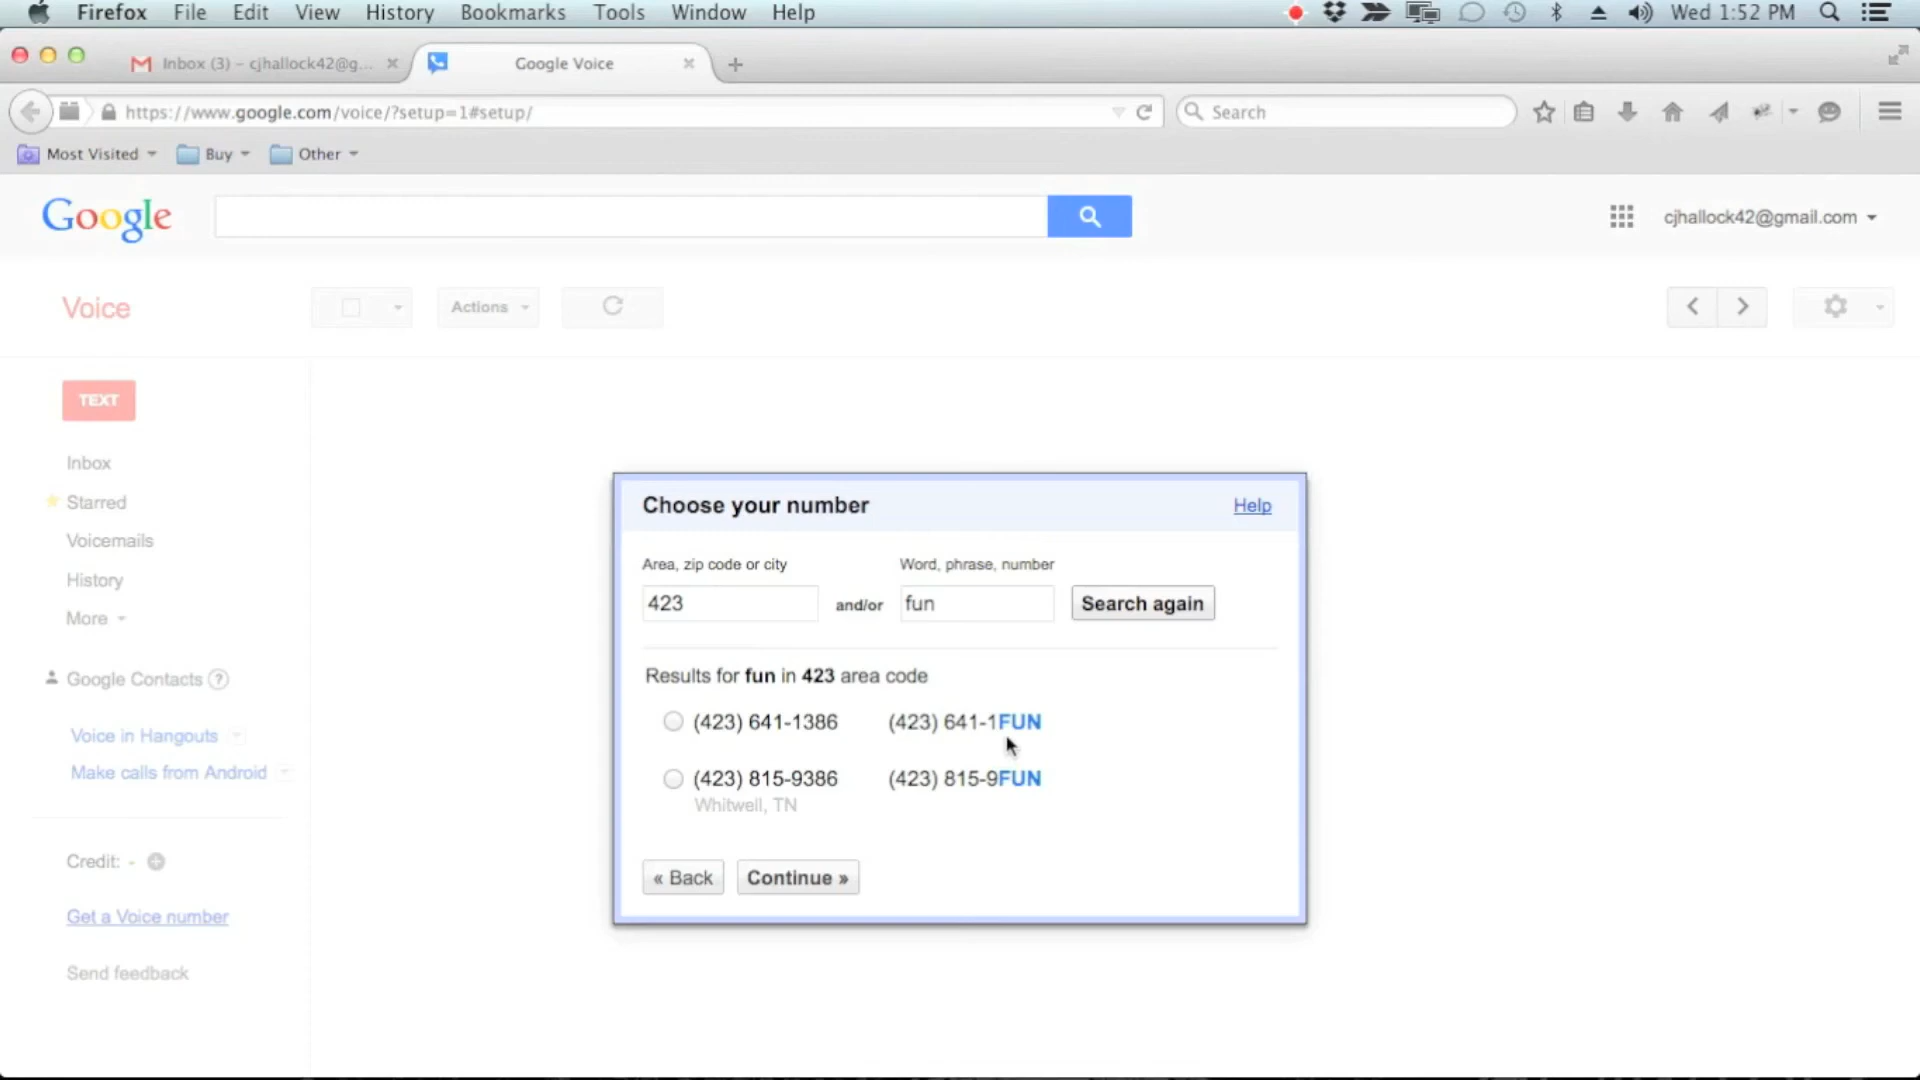 Firefox File Edit View History Bookmarks Tools Window Help Wed 1:52 PM
Inbox (3) – cjhallock42@g... Google Voice
https://www.google.com/voice/?setup=1#setup/ Search
Most Visited Buy Other
Google cjhallock42@gmail.com
Voice Actions
TEXT
Inbox
Starred
Voicemails
History
More
Google Contacts ?
Voice in Hangouts
Make calls from Android
Credit: -
Get a Voice number
Send feedback
Choose your number Help
Area, zip code or city Word, phrase, number
423 and/or fun Search again
Results for fun in 423 area code
(423) 641-1386 (423) 641-1FUN
(423) 815-9386 (423) 815-9FUN
Whitwell, TN
« Back Continue »